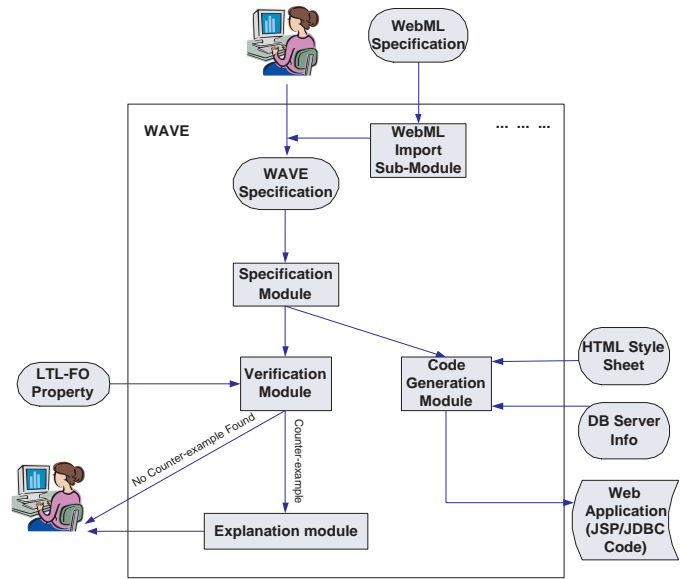 WebML
Specification
WAVE
... ... ...
WebML
Import
Sub-Module
WAVE
Specification
Specification
Module
LTL-FO
Property
Verification
Module
Code
Generation
Module
HTML Style
Sheet
DB Server
Info
No Counter-example Found
Counter-example
Explanation module
Web
Application
(JSP/JDBC
Code)